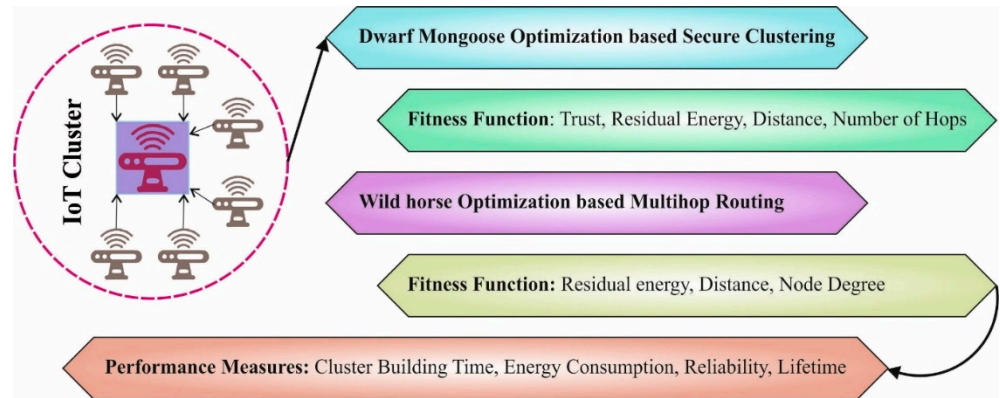 IoT Cluster
Dwarf Mongoose Optimization based Secure Clustering
Fitness Function: Trust, Residual Energy, Distance, Number of Hops
Wild horse Optimization based Multihop Routing
Fitness Function: Residual energy, Distance, Node Degree
Performance Measures: Cluster Building Time, Energy Consumption, Reliability, Lifetime